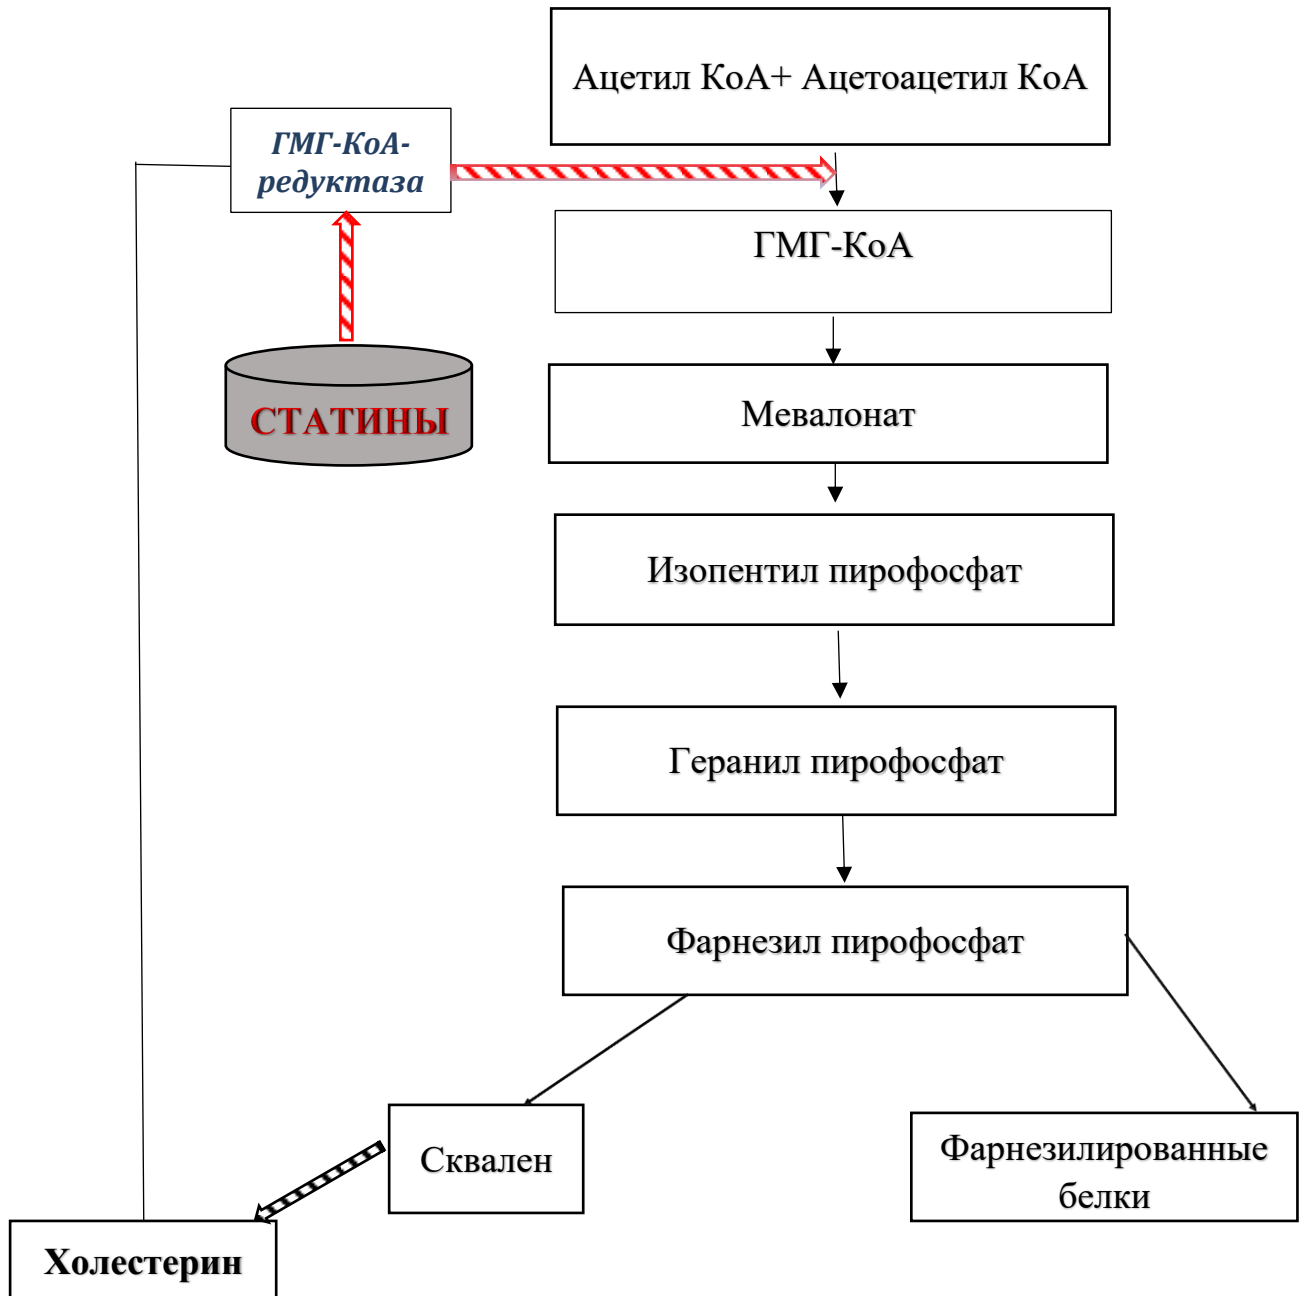 Ацетил КоА+ Ацетоацетил КоА
ГМГ-КоА-
редуктаза
ГМГ-КоА
СТАТИНЫ
Мевалонат
Изопентил пирофосфат
Геранил пирофосфат
Фарнезил пирофосфат
Сквален
Фарнезилированные
белки
Холестерин